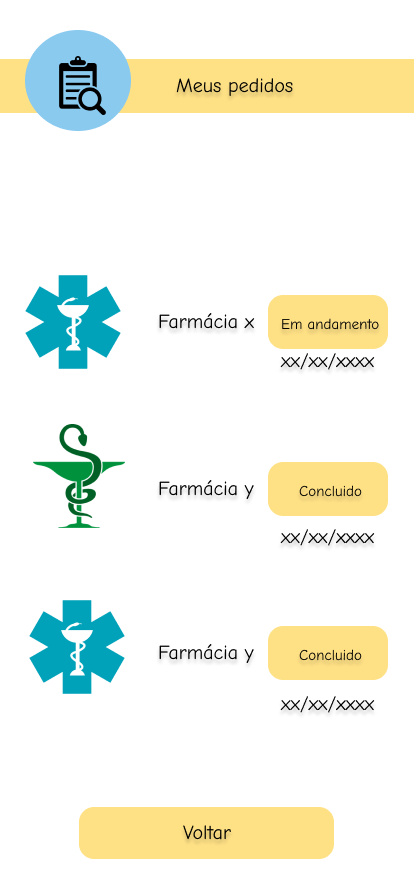 Meus pedidos
Farmácia x
Em andamento
xx/xx/xxxx
Farmácia y
Concluido
xx/xx/xxxx
Farmácia y
Concluido
xx/xx/xxxx
Voltar